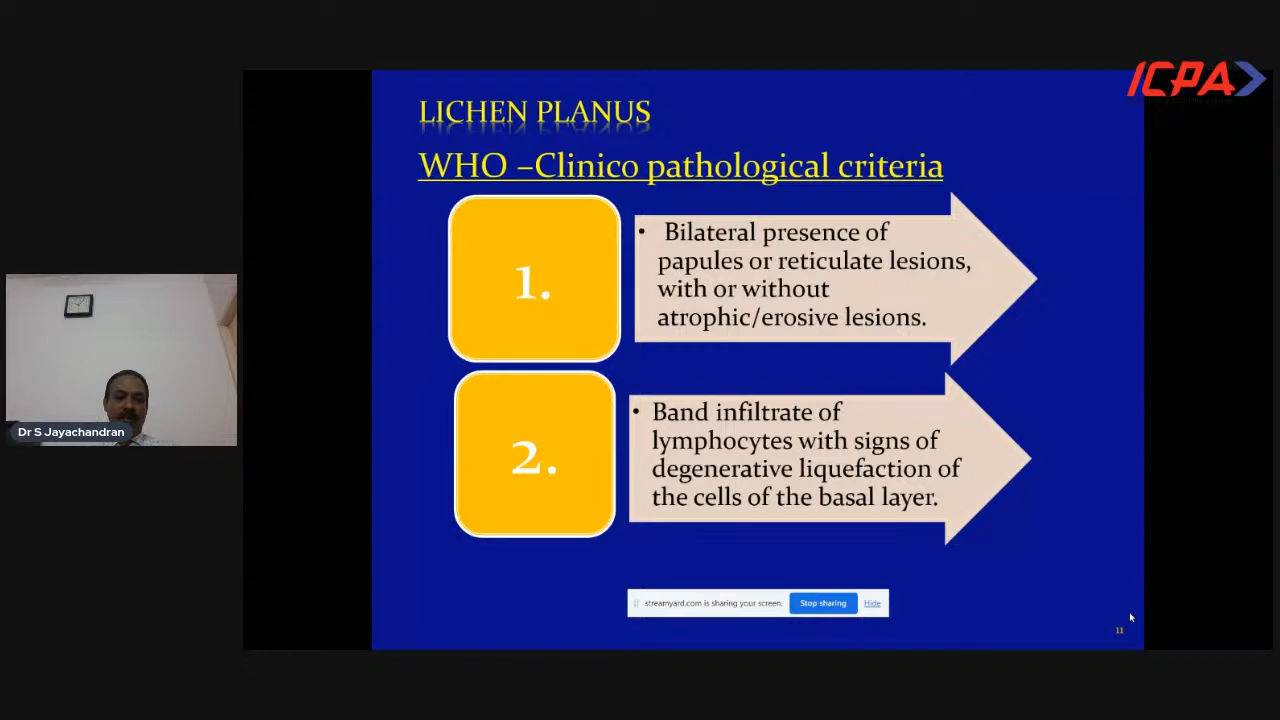 ICPA
LICHEN PLANUS
WHO –Clinico pathological criteria
1.
• Bilateral presence of
papules or reticulate lesions,
with or without
atrophic/erosive lesions.
2.
• Band infiltrate of
lymphocytes with signs of
degenerative liquefaction of
the cells of the basal layer.
Dr S Jayachandran
streamyard.com is sharing your screen. Stop sharing Hide
11